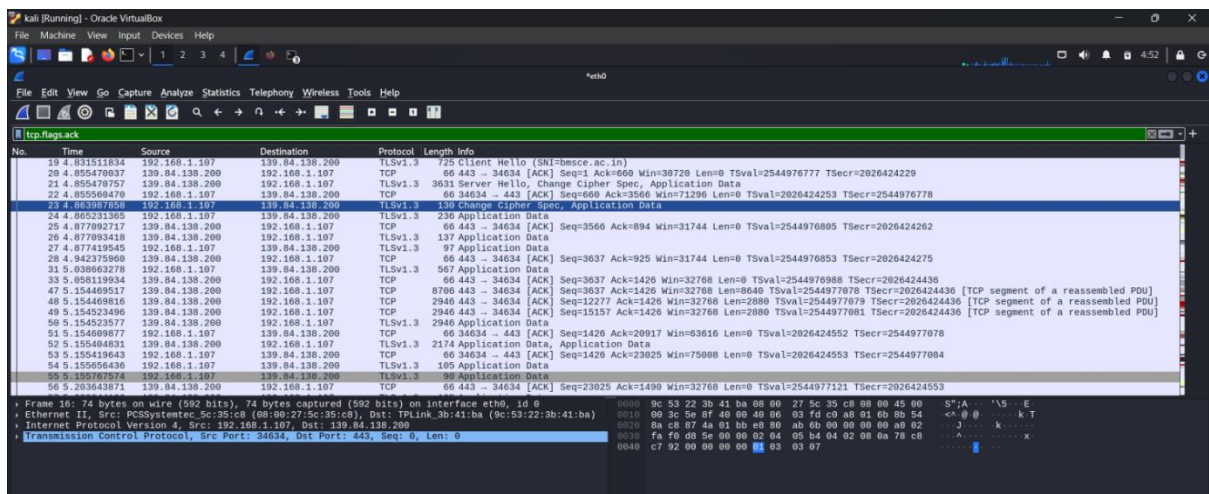 kali [Running] - Oracle VirtualBox
File Machine View Input Devices Help
1 2 3 4 4:52
*eth0
File Edit View Go Capture Analyze Statistics Telephony Wireless Tools Help
tcp.flags.ack
No. Time Source Destination Protocol Length Info
19 4.831511834 192.168.1.107 139.84.138.200 TLSv1.3 725 Client Hello (SNI=bmsce.ac.in)
20 4.855470037 139.84.138.200 192.168.1.107 TCP 66 443 → 34634 [ACK] Seq=1 Ack=660 Win=30720 Len=0 TSval=2544976777 TSecr=2026424229
21 4.855470757 139.84.138.200 192.168.1.107 TLSv1.3 3631 Server Hello, Change Cipher Spec, Application Data
22 4.855560470 192.168.1.107 139.84.138.200 TCP 66 34634 → 443 [ACK] Seq=660 Ack=3566 Win=71296 Len=0 TSval=2026424253 TSecr=2544976778
23 4.863987858 192.168.1.107 139.84.138.200 TLSv1.3 130 Change Cipher Spec, Application Data
24 4.865231365 192.168.1.107 139.84.138.200 TLSv1.3 236 Application Data
25 4.877092717 139.84.138.200 192.168.1.107 TCP 66 443 → 34634 [ACK] Seq=3566 Ack=894 Win=31744 Len=0 TSval=2544976805 TSecr=2026424262
26 4.877093418 139.84.138.200 192.168.1.107 TLSv1.3 137 Application Data
27 4.877419545 192.168.1.107 139.84.138.200 TLSv1.3 97 Application Data
28 4.942375960 139.84.138.200 192.168.1.107 TCP 66 443 → 34634 [ACK] Seq=3637 Ack=925 Win=31744 Len=0 TSval=2544976853 TSecr=2026424275
31 5.038663278 192.168.1.107 139.84.138.200 TLSv1.3 567 Application Data
33 5.058119934 139.84.138.200 192.168.1.107 TCP 66 443 → 34634 [ACK] Seq=3637 Ack=1426 Win=32768 Len=0 TSval=2544976988 TSecr=2026424436
47 5.154469517 139.84.138.200 192.168.1.107 TCP 8706 443 → 34634 [ACK] Seq=3637 Ack=1426 Win=32768 Len=8640 TSval=2544977078 TSecr=2026424436 [TCP segment of a reassembled PDU]
48 5.154469816 139.84.138.200 192.168.1.107 TCP 2946 443 → 34634 [ACK] Seq=12277 Ack=1426 Win=32768 Len=2880 TSval=2544977079 TSecr=2026424436 [TCP segment of a reassembled PDU]
49 5.154523496 139.84.138.200 192.168.1.107 TCP 2946 443 → 34634 [ACK] Seq=15157 Ack=1426 Win=32768 Len=2880 TSval=2544977081 TSecr=2026424436 [TCP segment of a reassembled PDU]
50 5.154523577 139.84.138.200 192.168.1.107 TLSv1.3 2946 Application Data
51 5.154609877 192.168.1.107 139.84.138.200 TCP 66 34634 → 443 [ACK] Seq=1426 Ack=20917 Win=63616 Len=0 TSval=2026424552 TSecr=2544977078
52 5.155404831 139.84.138.200 192.168.1.107 TLSv1.3 2174 Application Data, Application Data
53 5.155419643 192.168.1.107 139.84.138.200 TCP 66 34634 → 443 [ACK] Seq=1426 Ack=23025 Win=75008 Len=0 TSval=2026424553 TSecr=2544977084
54 5.155656436 192.168.1.107 139.84.138.200 TLSv1.3 105 Application Data
55 5.155767574 192.168.1.107 139.84.138.200 TLSv1.3 90 Application Data
56 5.203643871 139.84.138.200 192.168.1.107 TCP 66 443 → 34634 [ACK] Seq=23025 Ack=1490 Win=32768 Len=0 TSval=2544977121 TSecr=2026424553
Frame 16: 74 bytes on wire (592 bits), 74 bytes captured (592 bits) on interface eth0, id 0
Ethernet II, Src: PCSSystemtec_5c:35:c8 (08:00:27:5c:35:c8), Dst: TPLink_3b:41:ba (9c:53:22:3b:41:ba)
Internet Protocol Version 4, Src: 192.168.1.107, Dst: 139.84.138.200
Transmission Control Protocol, Src Port: 34634, Dst Port: 443, Seq: 0, Len: 0
0000 9c 53 22 3b 41 ba 08 00 27 5c 35 c8 08 00 45 00 ·S";A··· '\5···E·
0010 00 3c 5e 8f 40 00 40 06 03 fd c0 a8 01 6b 8b 54 ·<^·@·@· ·····k·T
0020 8a c8 87 4a 01 bb e8 80 ab 6b 00 00 00 00 a0 02 ···J···· ·k······
0030 fa f0 d8 5e 00 00 02 04 05 b4 04 02 08 0a 78 c8 ···^···· ······x·
0040 c7 92 00 00 00 00 01 03 03 07